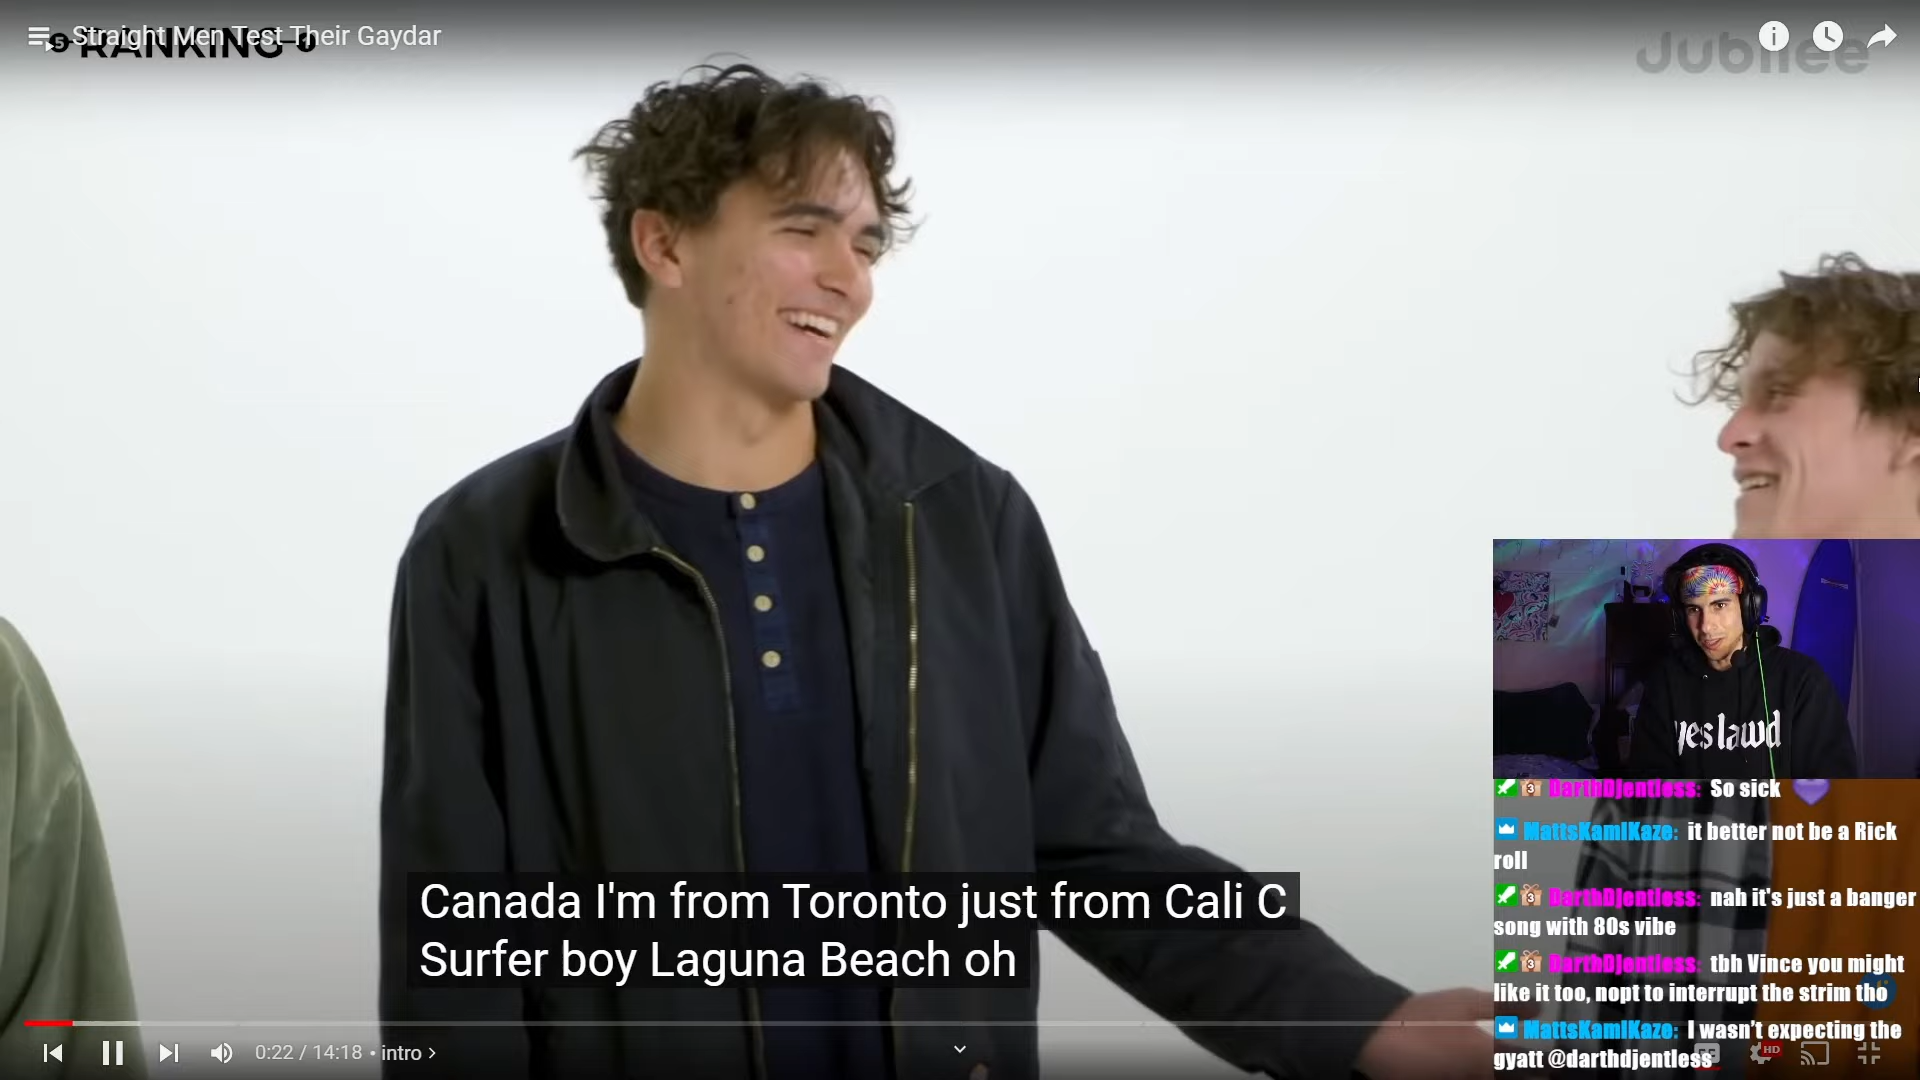 Straight Men Test Their Gaydar
RANKING
Jubilee
yes lawd
Canada I'm from Toronto just from Cali C
Surfer boy Laguna Beach oh
DarthDjentless: So sick
MattsKamiKaze: it better not be a Rick
roll
DarthDjentless: nah it's just a banger
song with 80s vibe
DarthDjentless: tbh Vince you might
like it too, nopt to interrupt the strim tho
MattsKamiKaze: I wasn't expecting the
gyatt @darthdjentless
0:22 / 14:18 • intro
HD